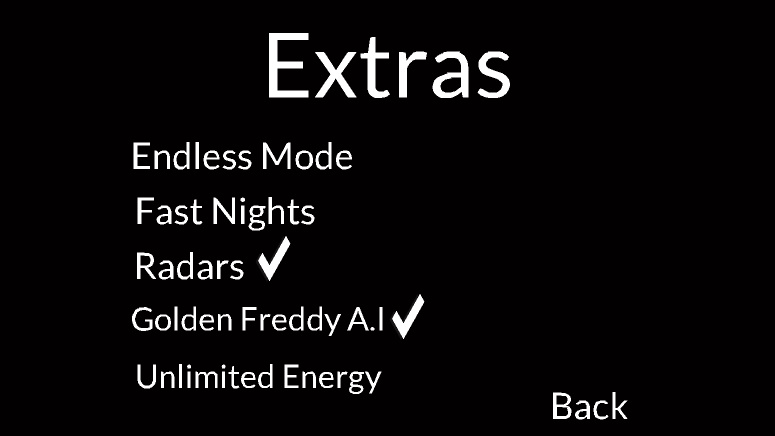 Extras
Endless Mode
Fast Nights
Radars ✓
Golden Freddy A.I ✓
Unlimited Energy
Back